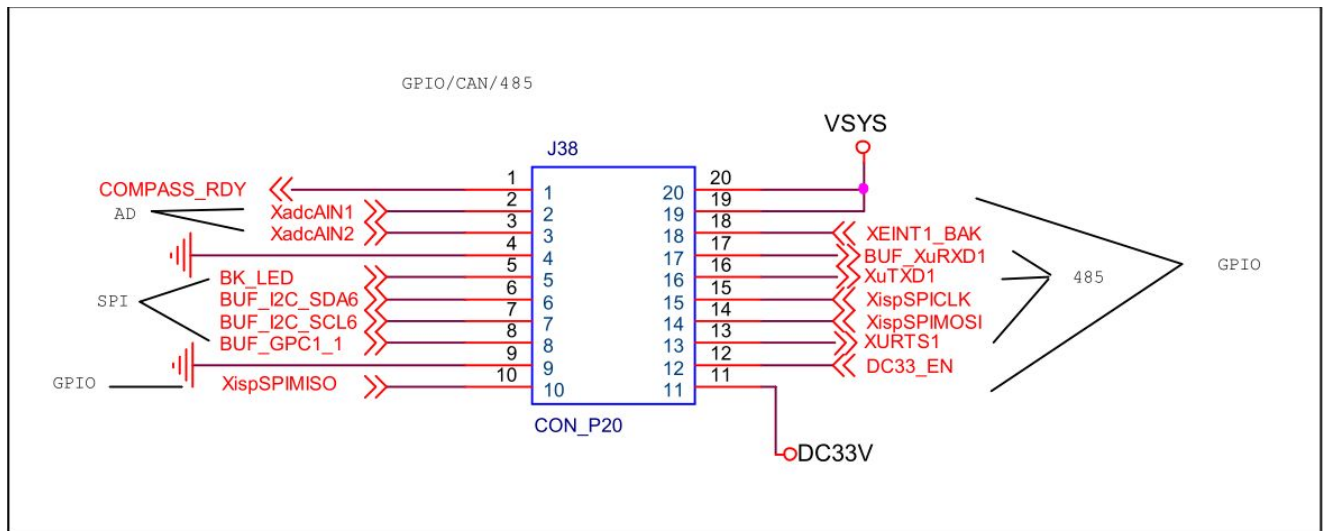 GPIO/CAN/485
VSYS
J38
COMPASS_RDY 1 1 20 20
AD XadcAIN1 2 2 19 19
XadcAIN2 3 3 18 18 XEINT1_BAK
4 4 17 17 BUF_XuRXD1
BK_LED 5 5 16 16 XuTXD1
SPI BUF_I2C_SDA6 6 6 15 15 XispSPICLK
BUF_I2C_SCL6 7 7 14 14 XispSPIMOSI
BUF_GPC1_1 8 8 13 13 XURTS1
9 9 12 12 DC33_EN
GPIO XispSPIMISO 10 10 11 11
485
GPIO
CON_P20
DC33V